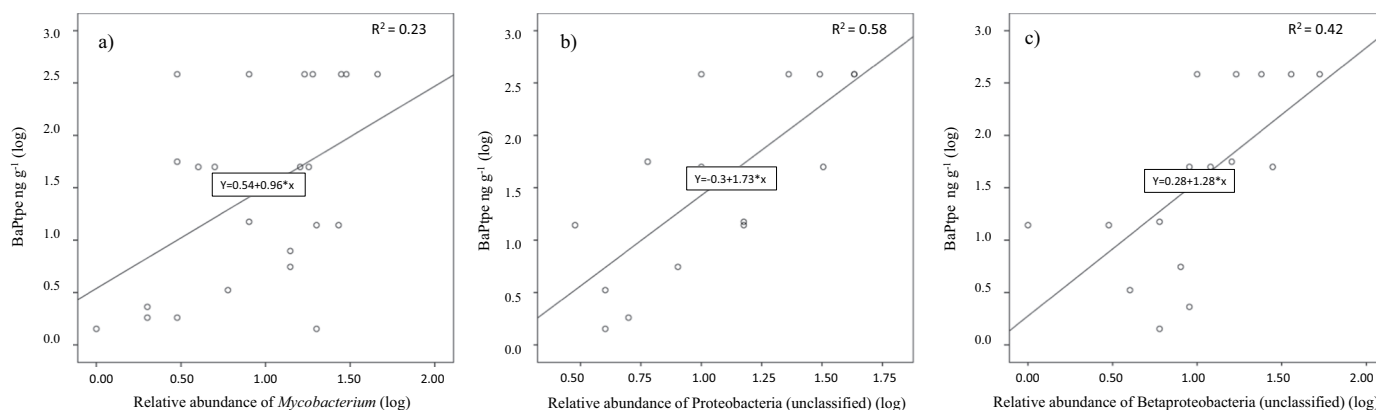 a)
R² = 0.23
BaPtpe ng g⁻¹ (log)
3.0
2.5
2.0
1.5
1.0
0.5
0.0
Y=0.54+0.96*x
0.00 0.50 1.00 1.50 2.00
Relative abundance of Mycobacterium (log)
b)
R² = 0.58
BaPtpe ng g⁻¹ (log)
3.0
2.5
2.0
1.5
1.0
0.5
0.0
Y=-0.3+1.73*x
0.50 0.75 1.00 1.25 1.50 1.75
Relative abundance of Proteobacteria (unclassified) (log)
c)
R² = 0.42
BaPtpe ng g⁻¹ (log)
3.0
2.5
2.0
1.5
1.0
0.5
0.0
Y=0.28+1.28*x
0.00 0.50 1.00 1.50 2.00
Relative abundance of Betaproteobacteria (unclassified) (log)